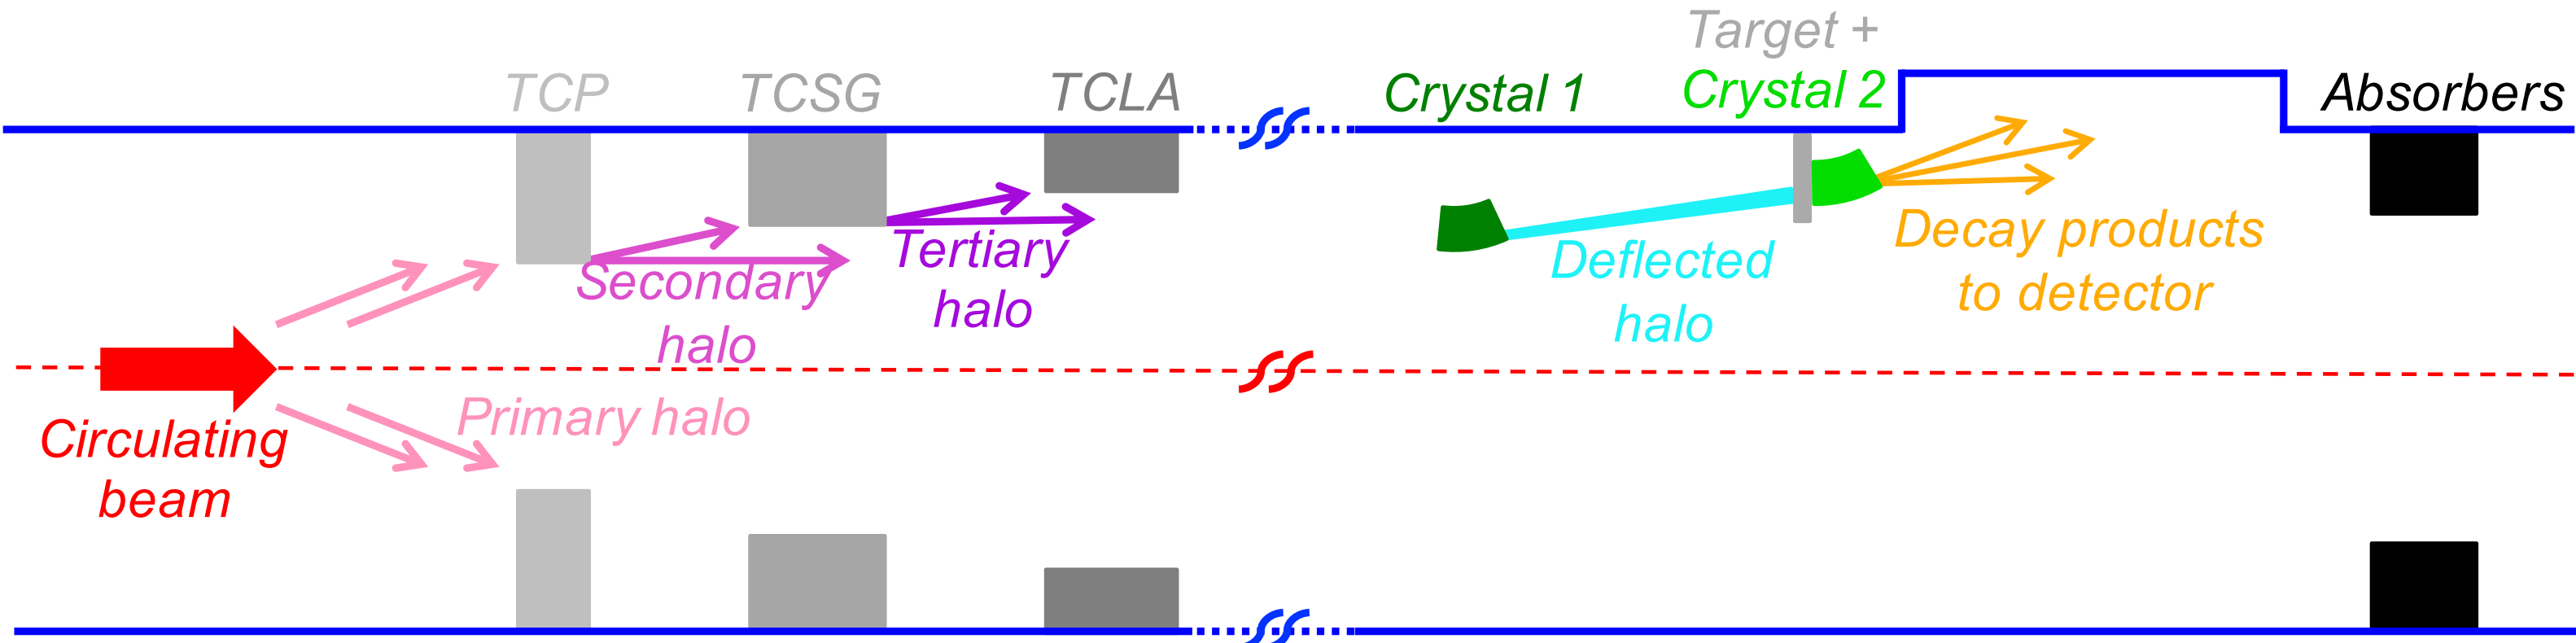 TCP
TCSG
TCLA
Crystal 1
Target +
Crystal 2
Absorbers
Secondary
halo
Tertiary
halo
Deflected
halo
Decay products
to detector
Circulating
beam
Primary halo